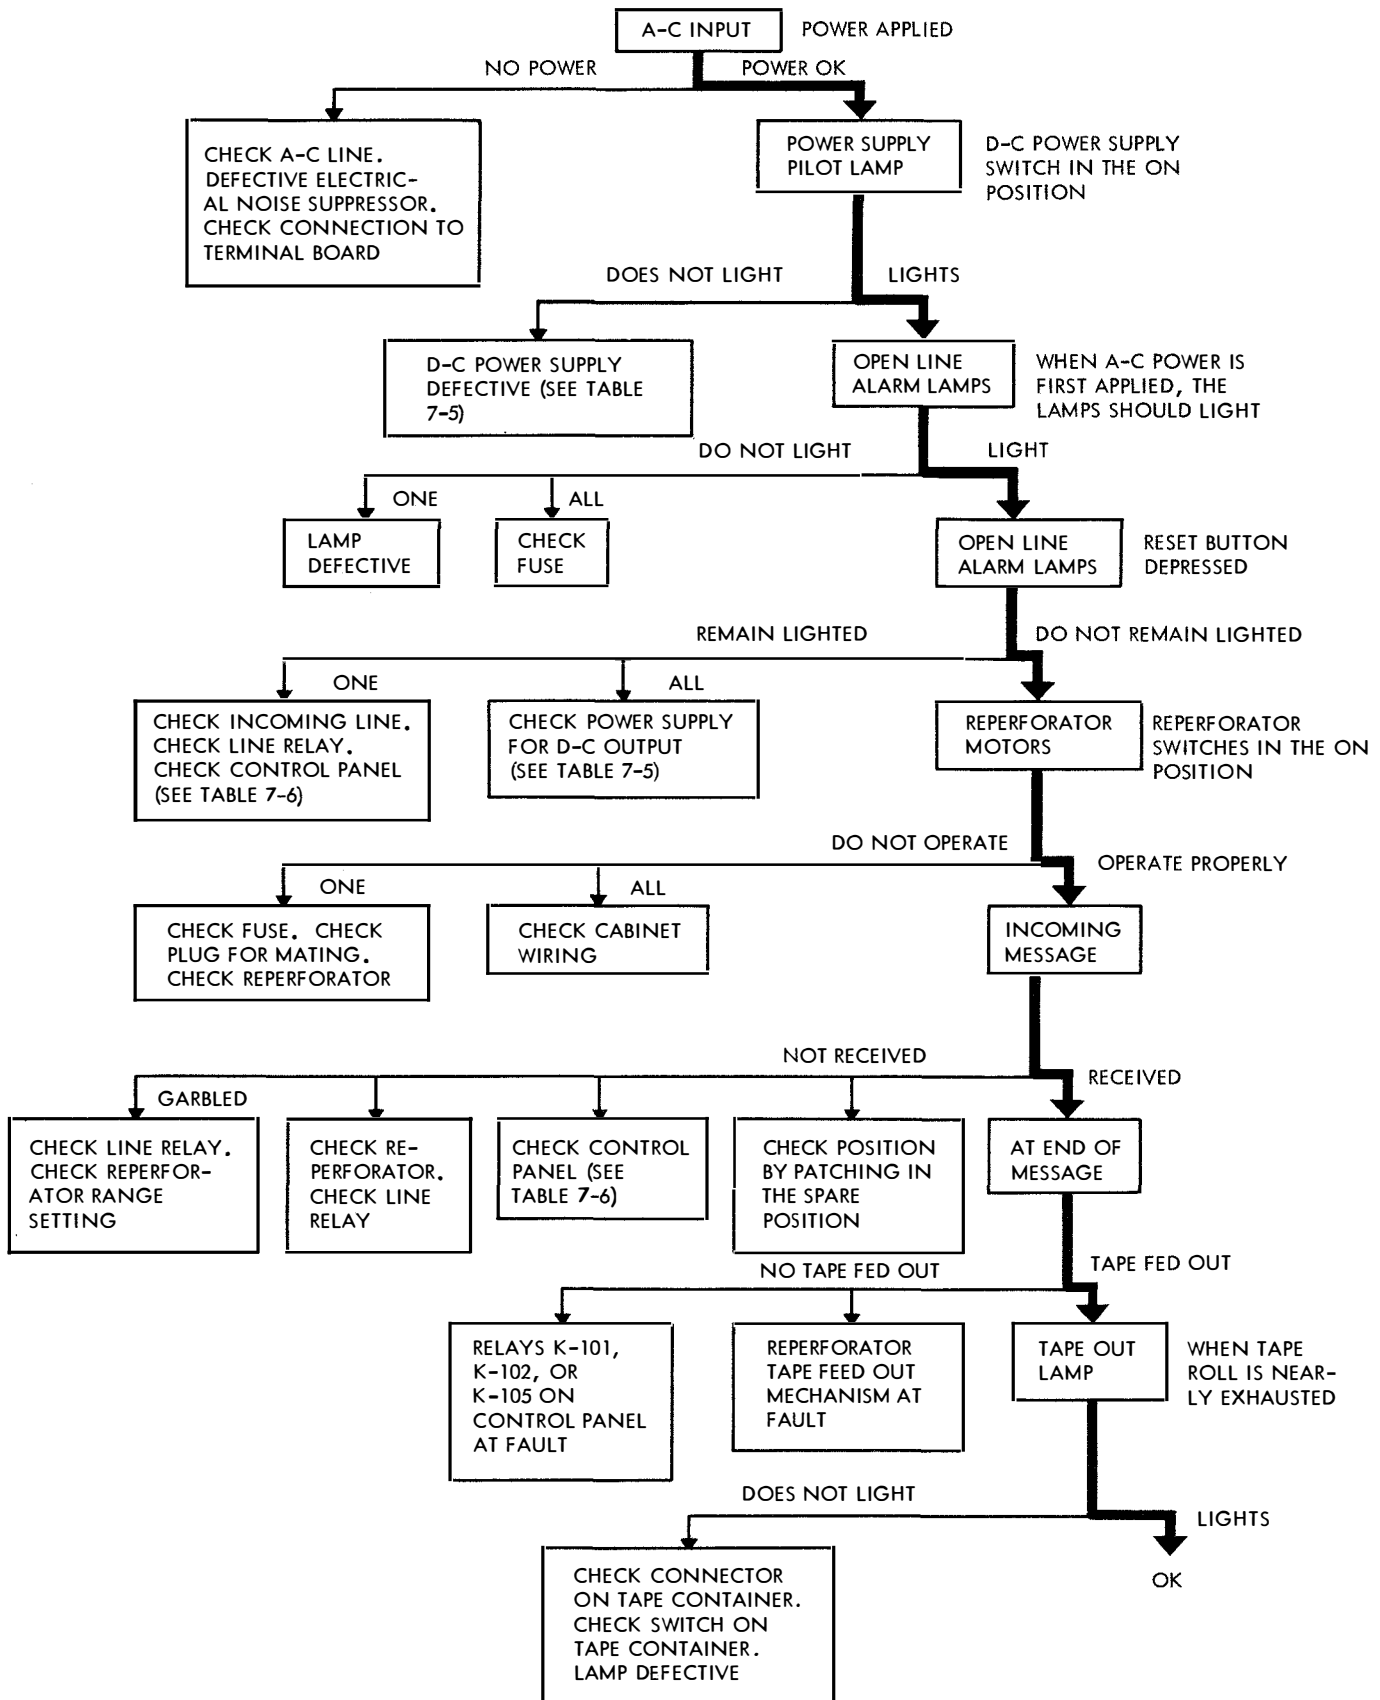 A-C INPUT
POWER APPLIED
NO POWER
POWER OK
CHECK A-C LINE.
DEFECTIVE ELECTRIC-
AL NOISE SUPPRESSOR.
CHECK CONNECTION TO
TERMINAL BOARD
POWER SUPPLY
PILOT LAMP
D-C POWER SUPPLY
SWITCH IN THE ON
POSITION
DOES NOT LIGHT
LIGHTS
D-C POWER SUPPLY
DEFECTIVE (SEE TABLE
7-5)
OPEN LINE
ALARM LAMPS
WHEN A-C POWER IS
FIRST APPLIED, THE
LAMPS SHOULD LIGHT
DO NOT LIGHT
LIGHT
ONE
ALL
LAMP
DEFECTIVE
CHECK
FUSE
OPEN LINE
ALARM LAMPS
RESET BUTTON
DEPRESSED
REMAIN LIGHTED
DO NOT REMAIN LIGHTED
ONE
ALL
CHECK INCOMING LINE.
CHECK LINE RELAY.
CHECK CONTROL PANEL
(SEE TABLE 7-6)
CHECK POWER SUPPLY
FOR D-C OUTPUT
(SEE TABLE 7-5)
REPERFORATOR
MOTORS
REPERFORATOR
SWITCHES IN THE ON
POSITION
DO NOT OPERATE
OPERATE PROPERLY
ONE
ALL
CHECK FUSE. CHECK
PLUG FOR MATING.
CHECK REPERFORATOR
CHECK CABINET
WIRING
INCOMING
MESSAGE
NOT RECEIVED
RECEIVED
GARBLED
CHECK LINE RELAY.
CHECK REPERFOR-
ATOR RANGE
SETTING
CHECK RE-
PERFORATOR.
CHECK LINE
RELAY
CHECK CONTROL
PANEL (SEE
TABLE 7-6)
CHECK POSITION
BY PATCHING IN
THE SPARE
POSITION
AT END OF
MESSAGE
NO TAPE FED OUT
TAPE FED OUT
RELAYS K-101,
K-102, OR
K-105 ON
CONTROL PANEL
AT FAULT
REPERFORATOR
TAPE FEED OUT
MECHANISM AT
FAULT
TAPE OUT
LAMP
WHEN TAPE
ROLL IS NEAR-
LY EXHAUSTED
DOES NOT LIGHT
LIGHTS
CHECK CONNECTOR
ON TAPE CONTAINER.
CHECK SWITCH ON
TAPE CONTAINER.
LAMP DEFECTIVE
OK